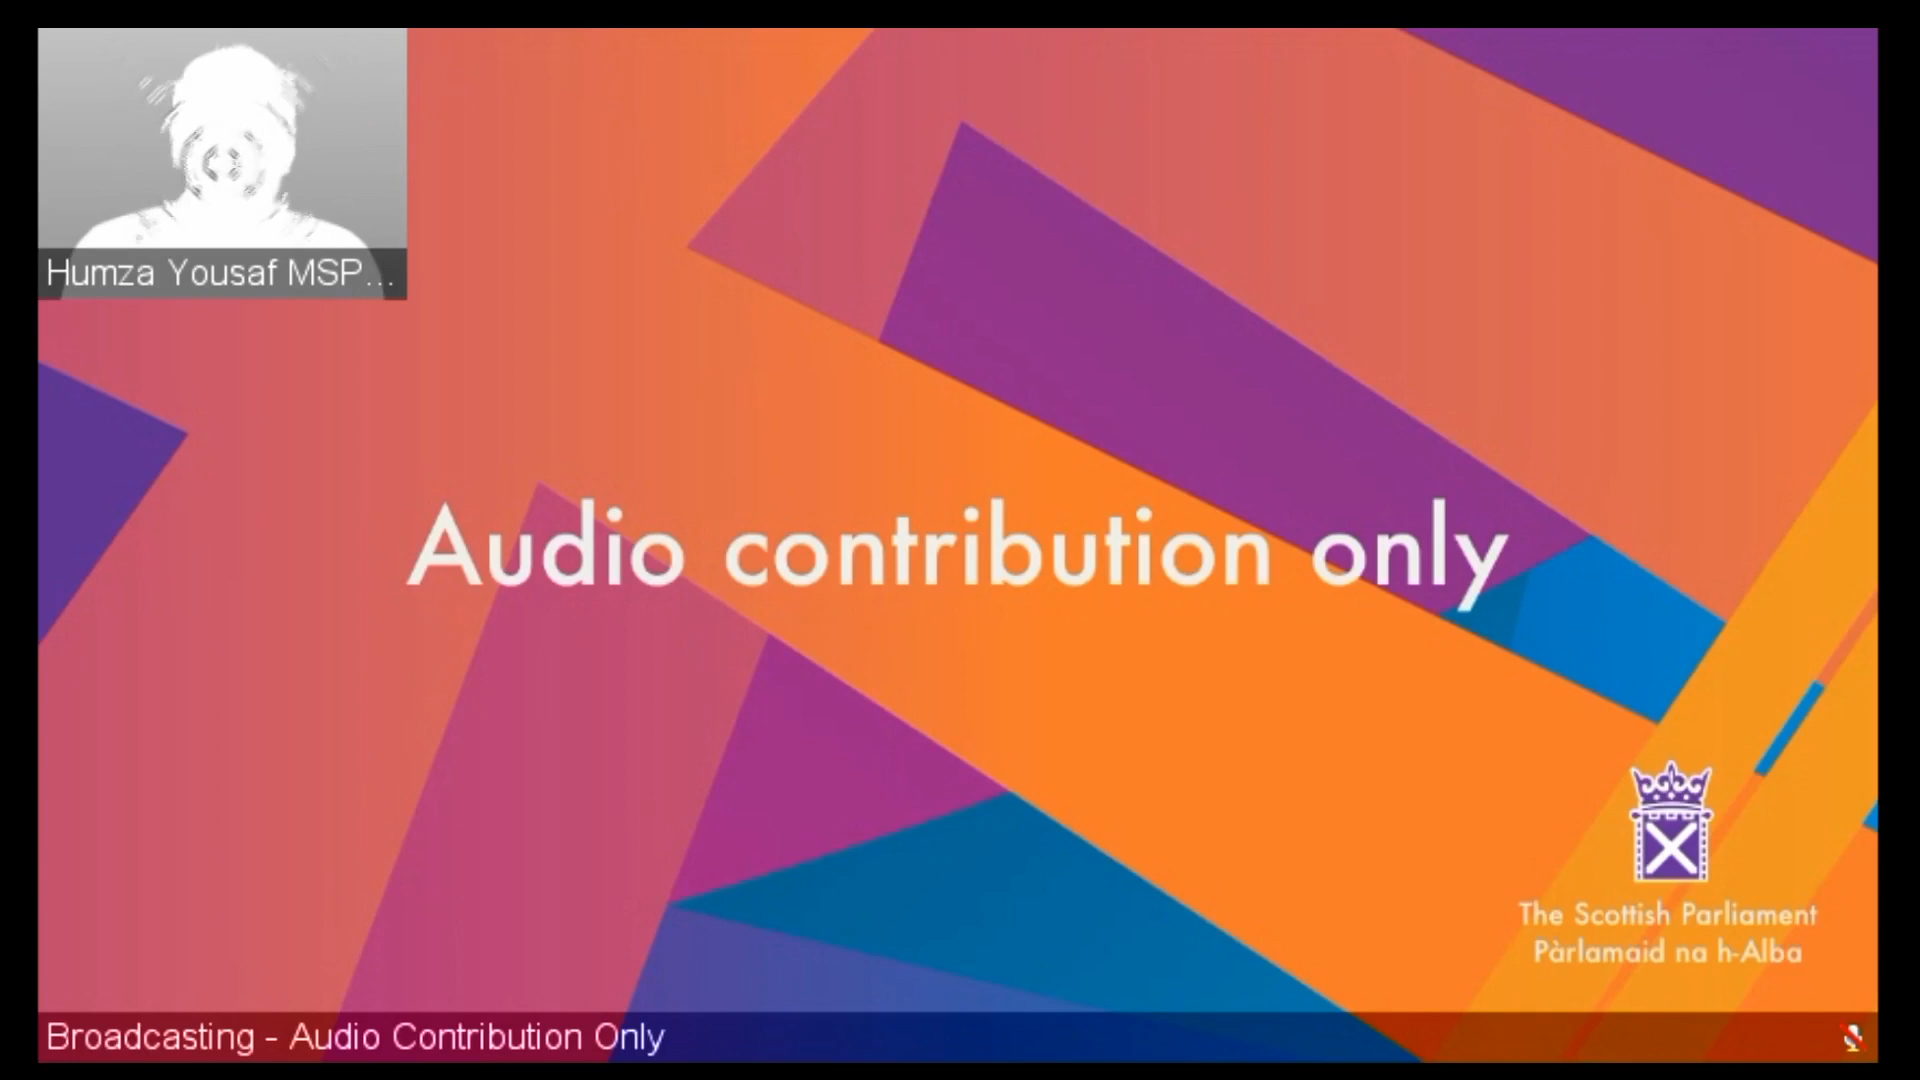 Humza Yousaf MSP...
Audio contribution only
The Scottish Parliament
Pàrlamaid na h-Alba
Broadcasting - Audio Contribution Only